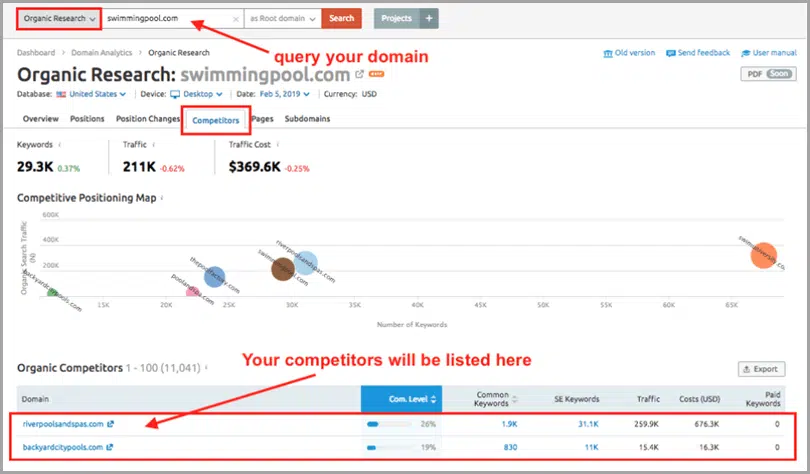 Organic Research swimmingpool.com × as Root domain Search Projects +
query your domain
Dashboard › Domain Analytics › Organic Research
Old version Send feedback User manual
Organic Research: swimmingpool.com
PDF Soon
Database: United States Device: Desktop Date: Feb 5, 2019 Currency: USD
Overview Positions Position Changes Competitors Pages Subdomains
Keywords i Traffic i Traffic Cost i
29.3K 0.37% 211K -0.62% $369.6K -0.25%
Competitive Positioning Map i
Organic Search Traffic
(N)
600K
400K
200K
backyardcitypools.com
poolandspas.com
thepoolfactory.com
swimmingpool.com
riverpoolsandspas.com
15K 20K 25K 30K 35K 40K 45K 50K 55K 60K 65K
Number of Keywords
Your competitors will be listed here
Organic Competitors 1 - 100 (11,041) i
Export
Domain Com. Level Common Keywords SE Keywords Traffic Costs (USD) Paid Keywords
riverpoolsandspas.com 26% 1.9K 31.1K 259.9K 676.3K 0
backyardcitypools.com 19% 830 11K 15.4K 16.3K 0